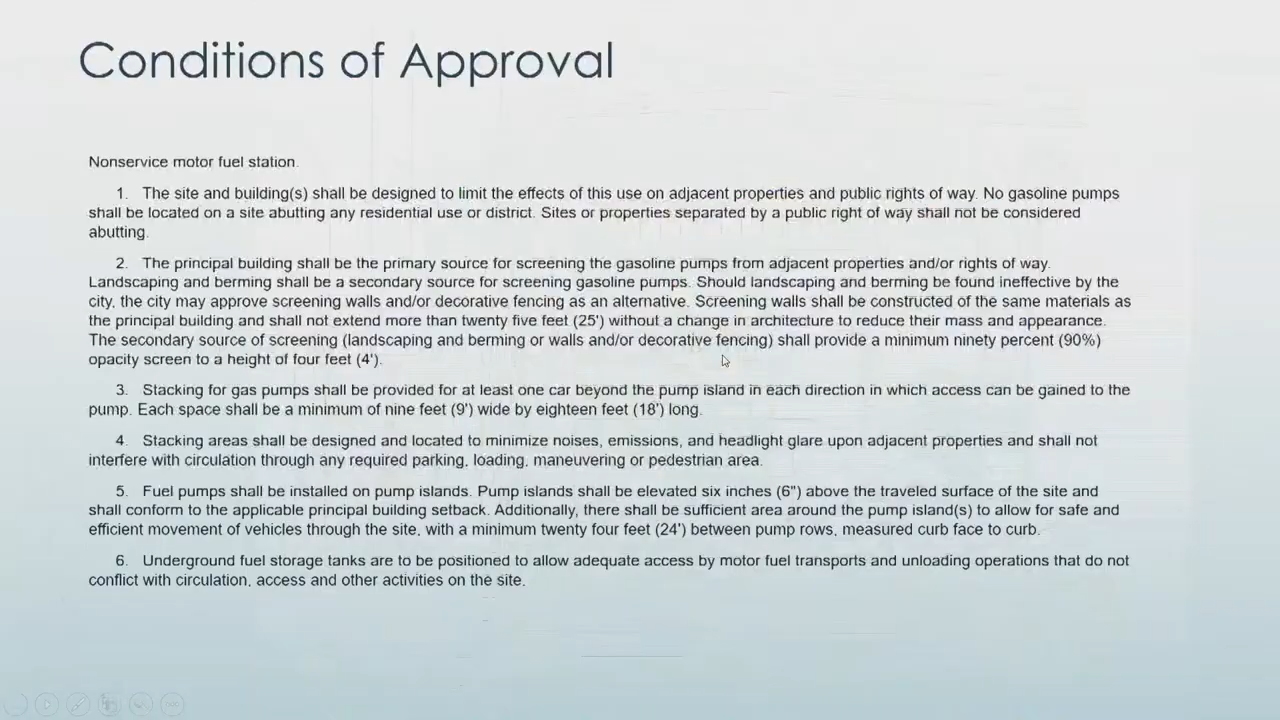 Conditions of Approval
Nonservice motor fuel station.
1. The site and building(s) shall be designed to limit the effects of this use on adjacent properties and public rights of way. No gasoline pumps
shall be located on a site abutting any residential use or district. Sites or properties separated by a public right of way shall not be considered
abutting.
2. The principal building shall be the primary source for screening the gasoline pumps from adjacent properties and/or rights of way.
Landscaping and berming shall be a secondary source for screening gasoline pumps. Should landscaping and berming be found ineffective by the
city, the city may approve screening walls and/or decorative fencing as an alternative. Screening walls shall be constructed of the same materials as
the principal building and shall not extend more than twenty five feet (25') without a change in architecture to reduce their mass and appearance.
The secondary source of screening (landscaping and berming or walls and/or decorative fencing) shall provide a minimum ninety percent (90%)
opacity screen to a height of four feet (4').
3. Stacking for gas pumps shall be provided for at least one car beyond the pump island in each direction in which access can be gained to the
pump. Each space shall be a minimum of nine feet (9') wide by eighteen feet (18') long.
4. Stacking areas shall be designed and located to minimize noises, emissions, and headlight glare upon adjacent properties and shall not
interfere with circulation through any required parking, loading, maneuvering or pedestrian area.
5. Fuel pumps shall be installed on pump islands. Pump islands shall be elevated six inches (6") above the traveled surface of the site and
shall conform to the applicable principal building setback. Additionally, there shall be sufficient area around the pump island(s) to allow for safe and
efficient movement of vehicles through the site, with a minimum twenty four feet (24') between pump rows, measured curb face to curb.
6. Underground fuel storage tanks are to be positioned to allow adequate access by motor fuel transports and unloading operations that do not
conflict with circulation, access and other activities on the site.